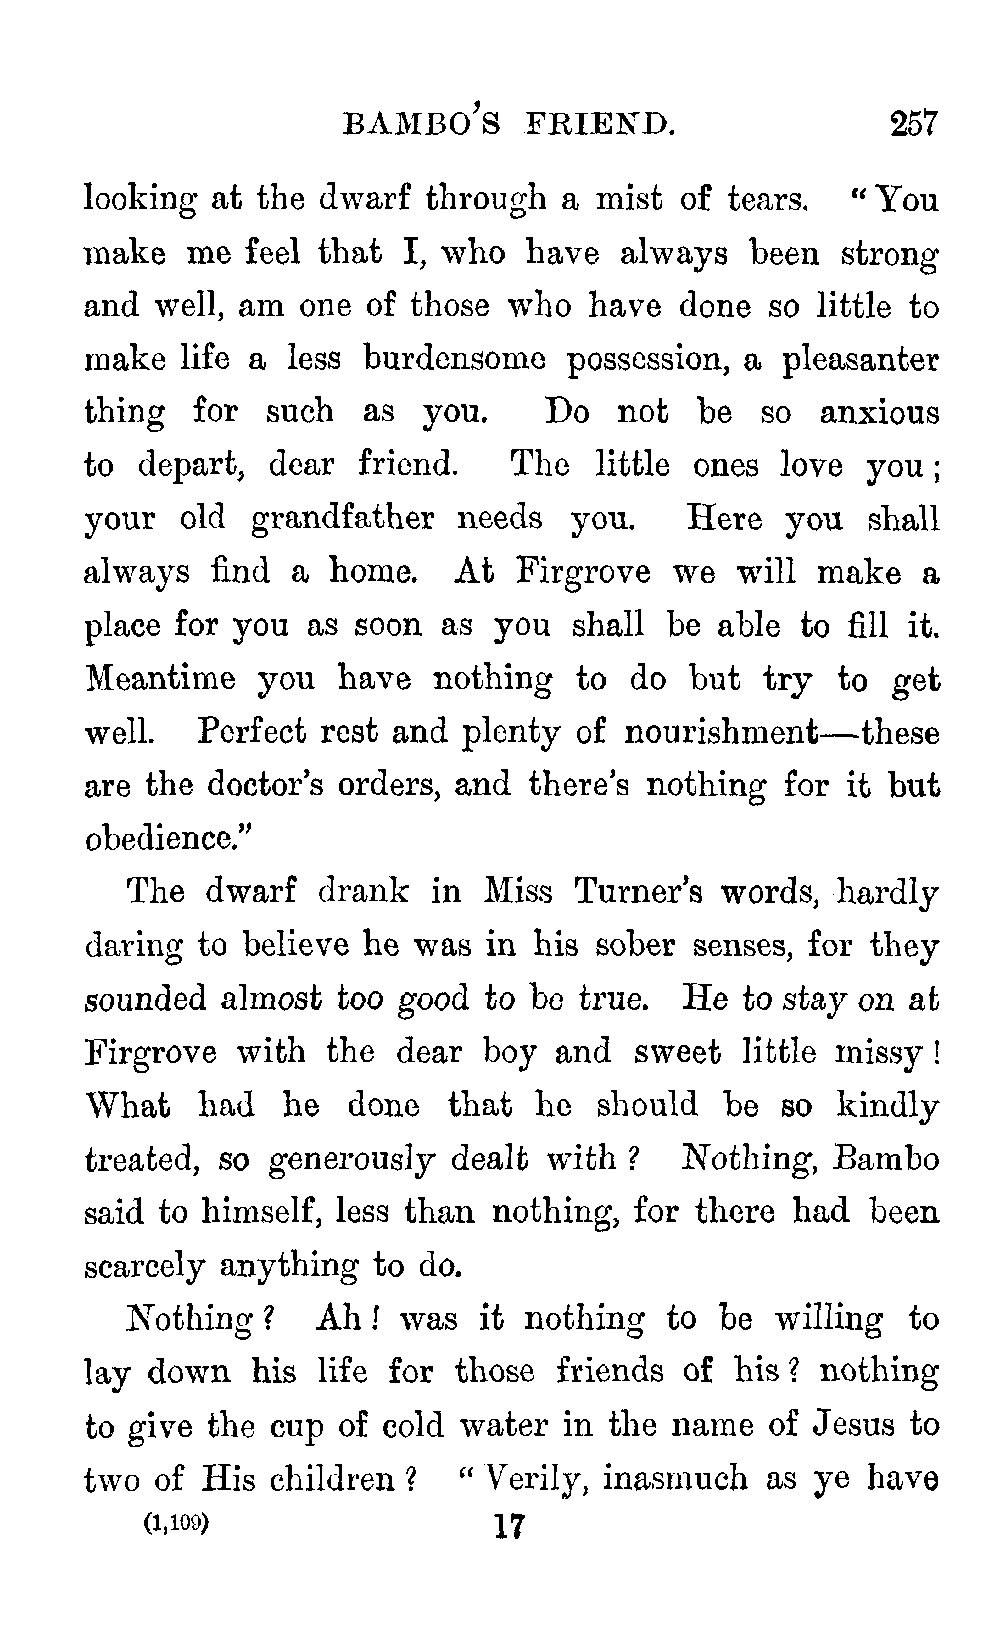 BAMBO'S FRIEND. 257
looking at the dwarf through a mist of tears. "You
make me feel that I, who have always been strong
and well, am one of those who have done so little to
make life a less burdensome possession, a pleasanter
thing for such as you. Do not be so anxious
to depart, dear friend. The little ones love you;
your old grandfather needs you. Here you shall
always find a home. At Firgrove we will make a
place for you as soon as you shall be able to fill it.
Meantime you have nothing to do but try to get
well. Perfect rest and plenty of nourishment—these
are the doctor's orders, and there's nothing for it but
obedience."
The dwarf drank in Miss Turner's words, hardly
daring to believe he was in his sober senses, for they
sounded almost too good to be true. He to stay on at
Firgrove with the dear boy and sweet little missy!
What had he done that he should be so kindly
treated, so generously dealt with? Nothing, Bambo
said to himself, less than nothing, for there had been
scarcely anything to do.
Nothing? Ah! was it nothing to be willing to
lay down his life for those friends of his? nothing
to give the cup of cold water in the name of Jesus to
two of His children? "Verily, inasmuch as ye have
(1,109) 17